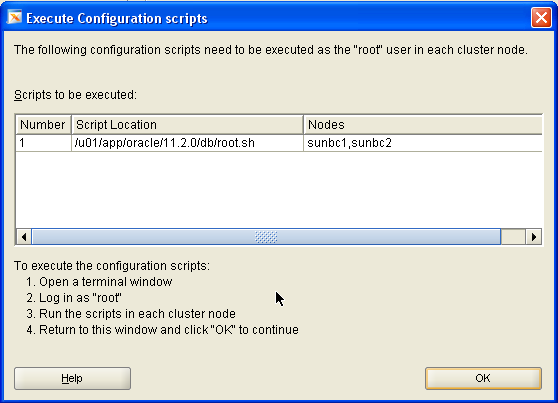 Execute Configuration scripts
The following configuration scripts need to be executed as the "root" user in each cluster node.
Scripts to be executed:
Number Script Location Nodes
1 /u01/app/oracle/11.2.0/db/root.sh sunbc1,sunbc2
To execute the configuration scripts:
1. Open a terminal window
2. Log in as "root"
3. Run the scripts in each cluster node
4. Return to this window and click "OK" to continue
Help OK